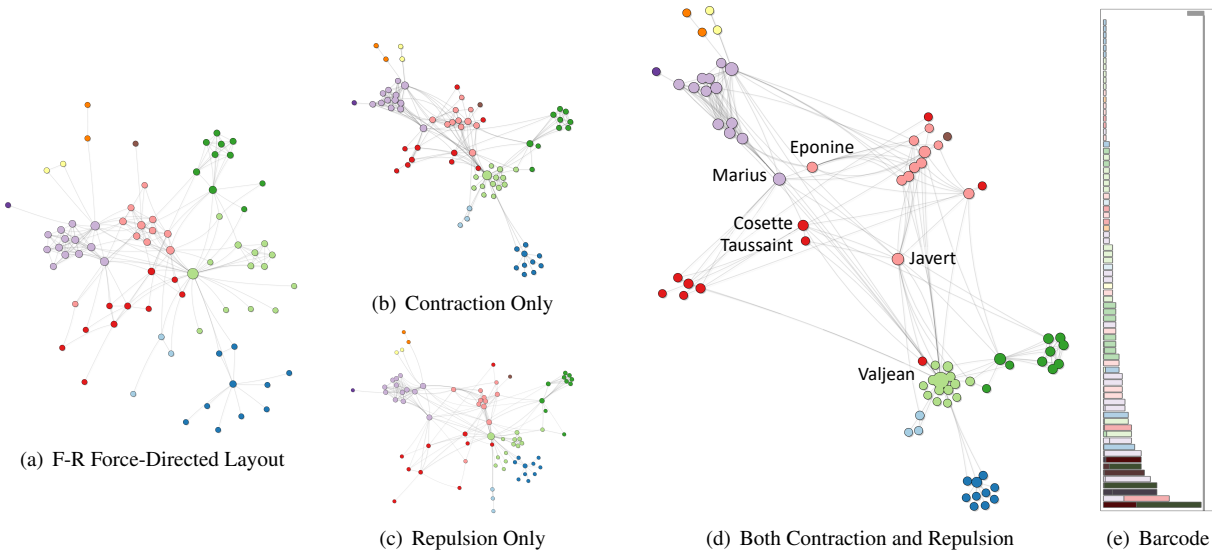 Eponine
Marius
Cosette
Taussaint
Javert
Valjean
(a) F-R Force-Directed Layout
(b) Contraction Only
(c) Repulsion Only
(d) Both Contraction and Repulsion
(e) Barcode